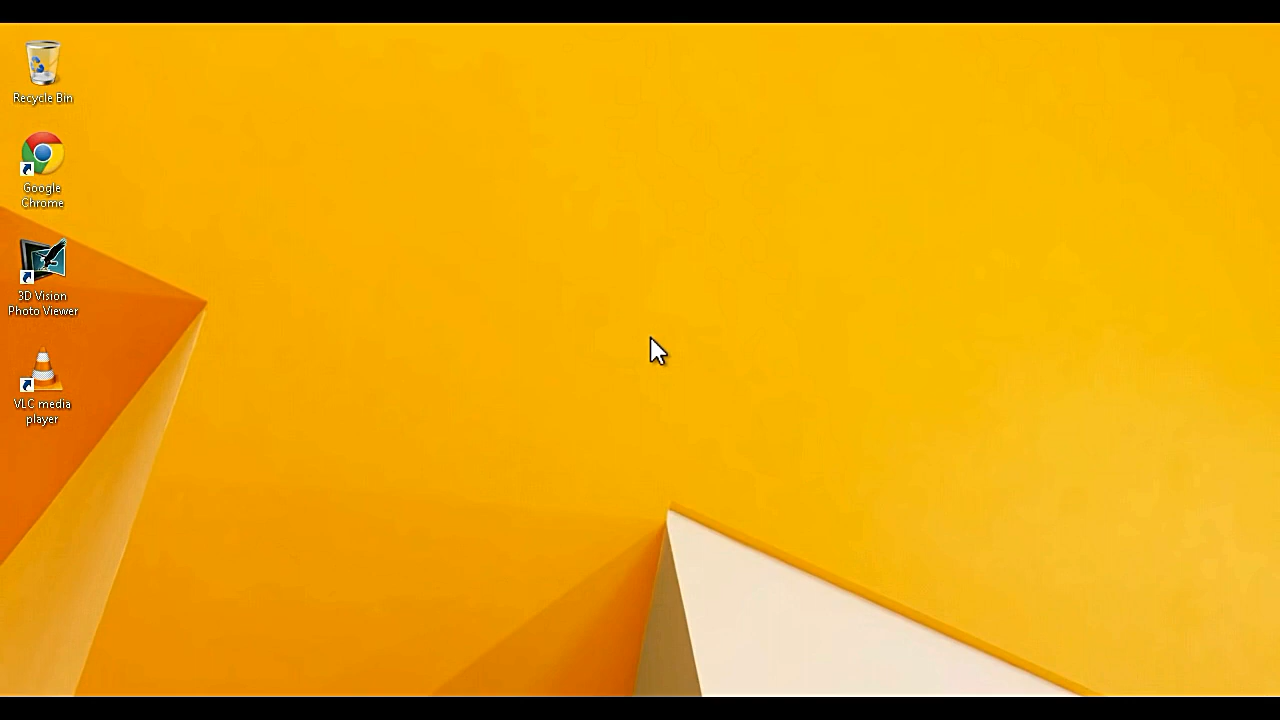 Recycle Bin
Google
Chrome
3D Vision
Photo Viewer
VLC media
player